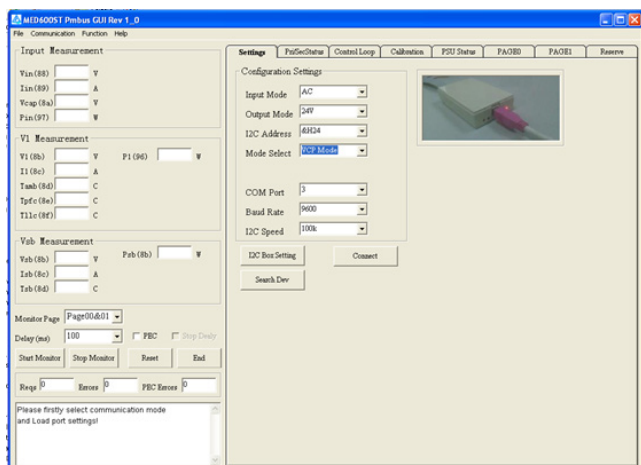 MED600ST Pmbus GUI Rev 1_0
File Communication Function Help
Input Measurement
Vin(88) V
Iin(89) A
Vcap(8a) V
Pin(97) W
V1 Measurement
V1(8b) V P1(96) W
I1(8c) A
Tamb(8d) C
Tpfc(8e) C
Tllc(8f) C
Vsb Measurement
Vsb(8b) V Psb(8b) W
Isb(8c) A
Tsb(8d) C
Monitor Page Page00&01
Delay(ms) 100 PEC Stop Dealy
Start Monitor Stop Monitor Reset End
Reqs 0 Errors 0 PEC Errors 0
Please firstly select communication mode
and Load port settings!
Settings Pri/SecStatus Control Loop Calibration PSU Status PAGE0 PAGE1 Reserve
Configuration Settings
Input Mode AC
Output Mode 24V
I2C Address &H24
Mode Select VCP Mode
COM Port 3
Baud Rate 9600
I2C Speed 100k
I2C Box Setting Connect
Search Dev